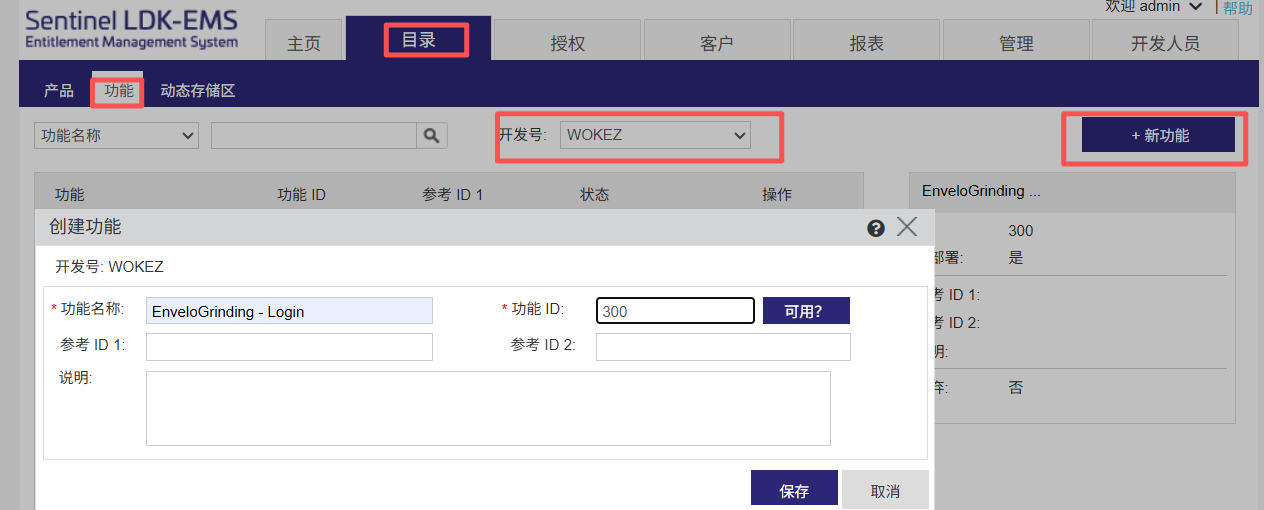 欢迎 admin | 帮助
Sentinel LDK-EMS
Entitlement Management System
主页 目录 授权 客户 报表 管理 开发人员
产品 功能 动态存储区
功能名称 开发号: WOKEZ + 新功能
功能 功能 ID 参考 ID 1 状态 操作
EnveloGrinding ...
创建功能
300
部署: 是
开发号: WOKEZ
* 功能名称: EnveloGrinding - Login * 功能 ID: 300 可用?
ID 1:
参考 ID 1: 参考 ID 2:
ID 2:
说明:
明:
弃: 否
保存 取消